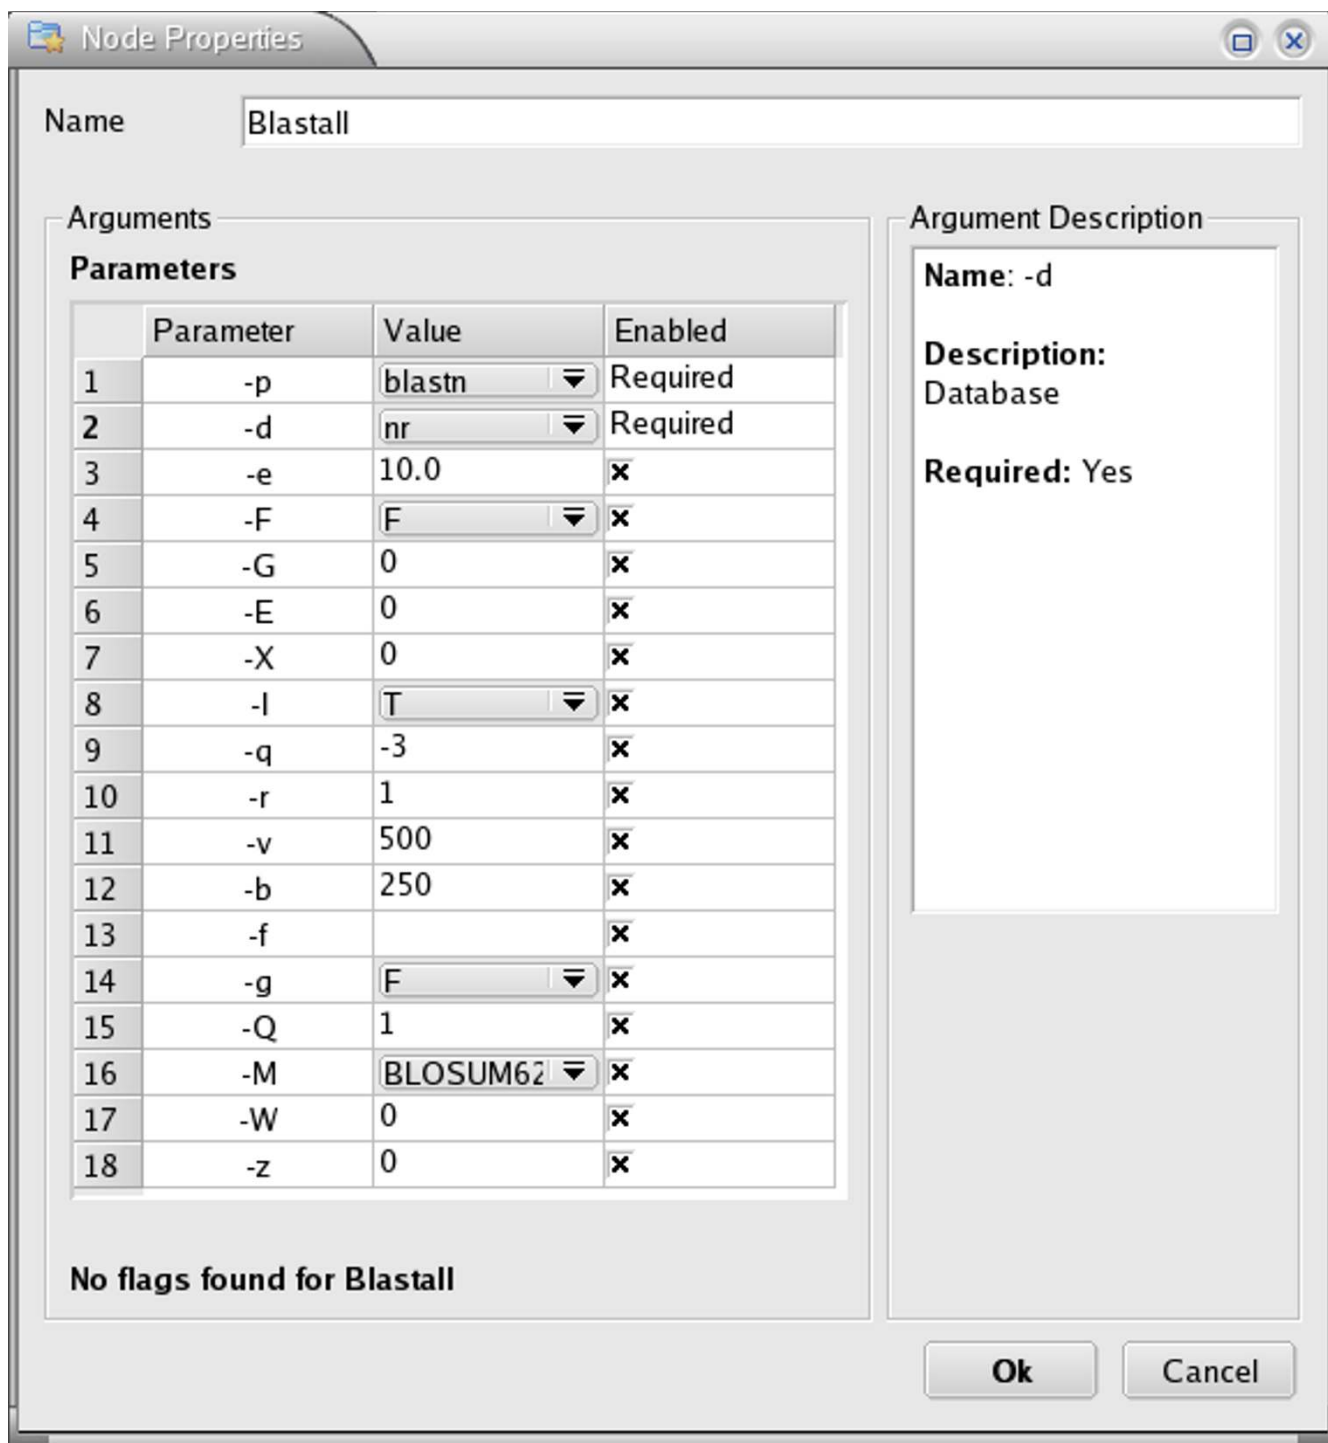 Node Properties
Name Blastall
Arguments
Parameters
Parameter Value Enabled
1 -p blastn Required
2 -d nr Required
3 -e 10.0
4 -F F
5 -G 0
6 -E 0
7 -X 0
8 -I T
9 -q -3
10 -r 1
11 -v 500
12 -b 250
13 -f
14 -g F
15 -Q 1
16 -M BLOSUM62
17 -W 0
18 -z 0
No flags found for Blastall
Argument Description
Name: -d
Description:
Database
Required: Yes
Ok Cancel